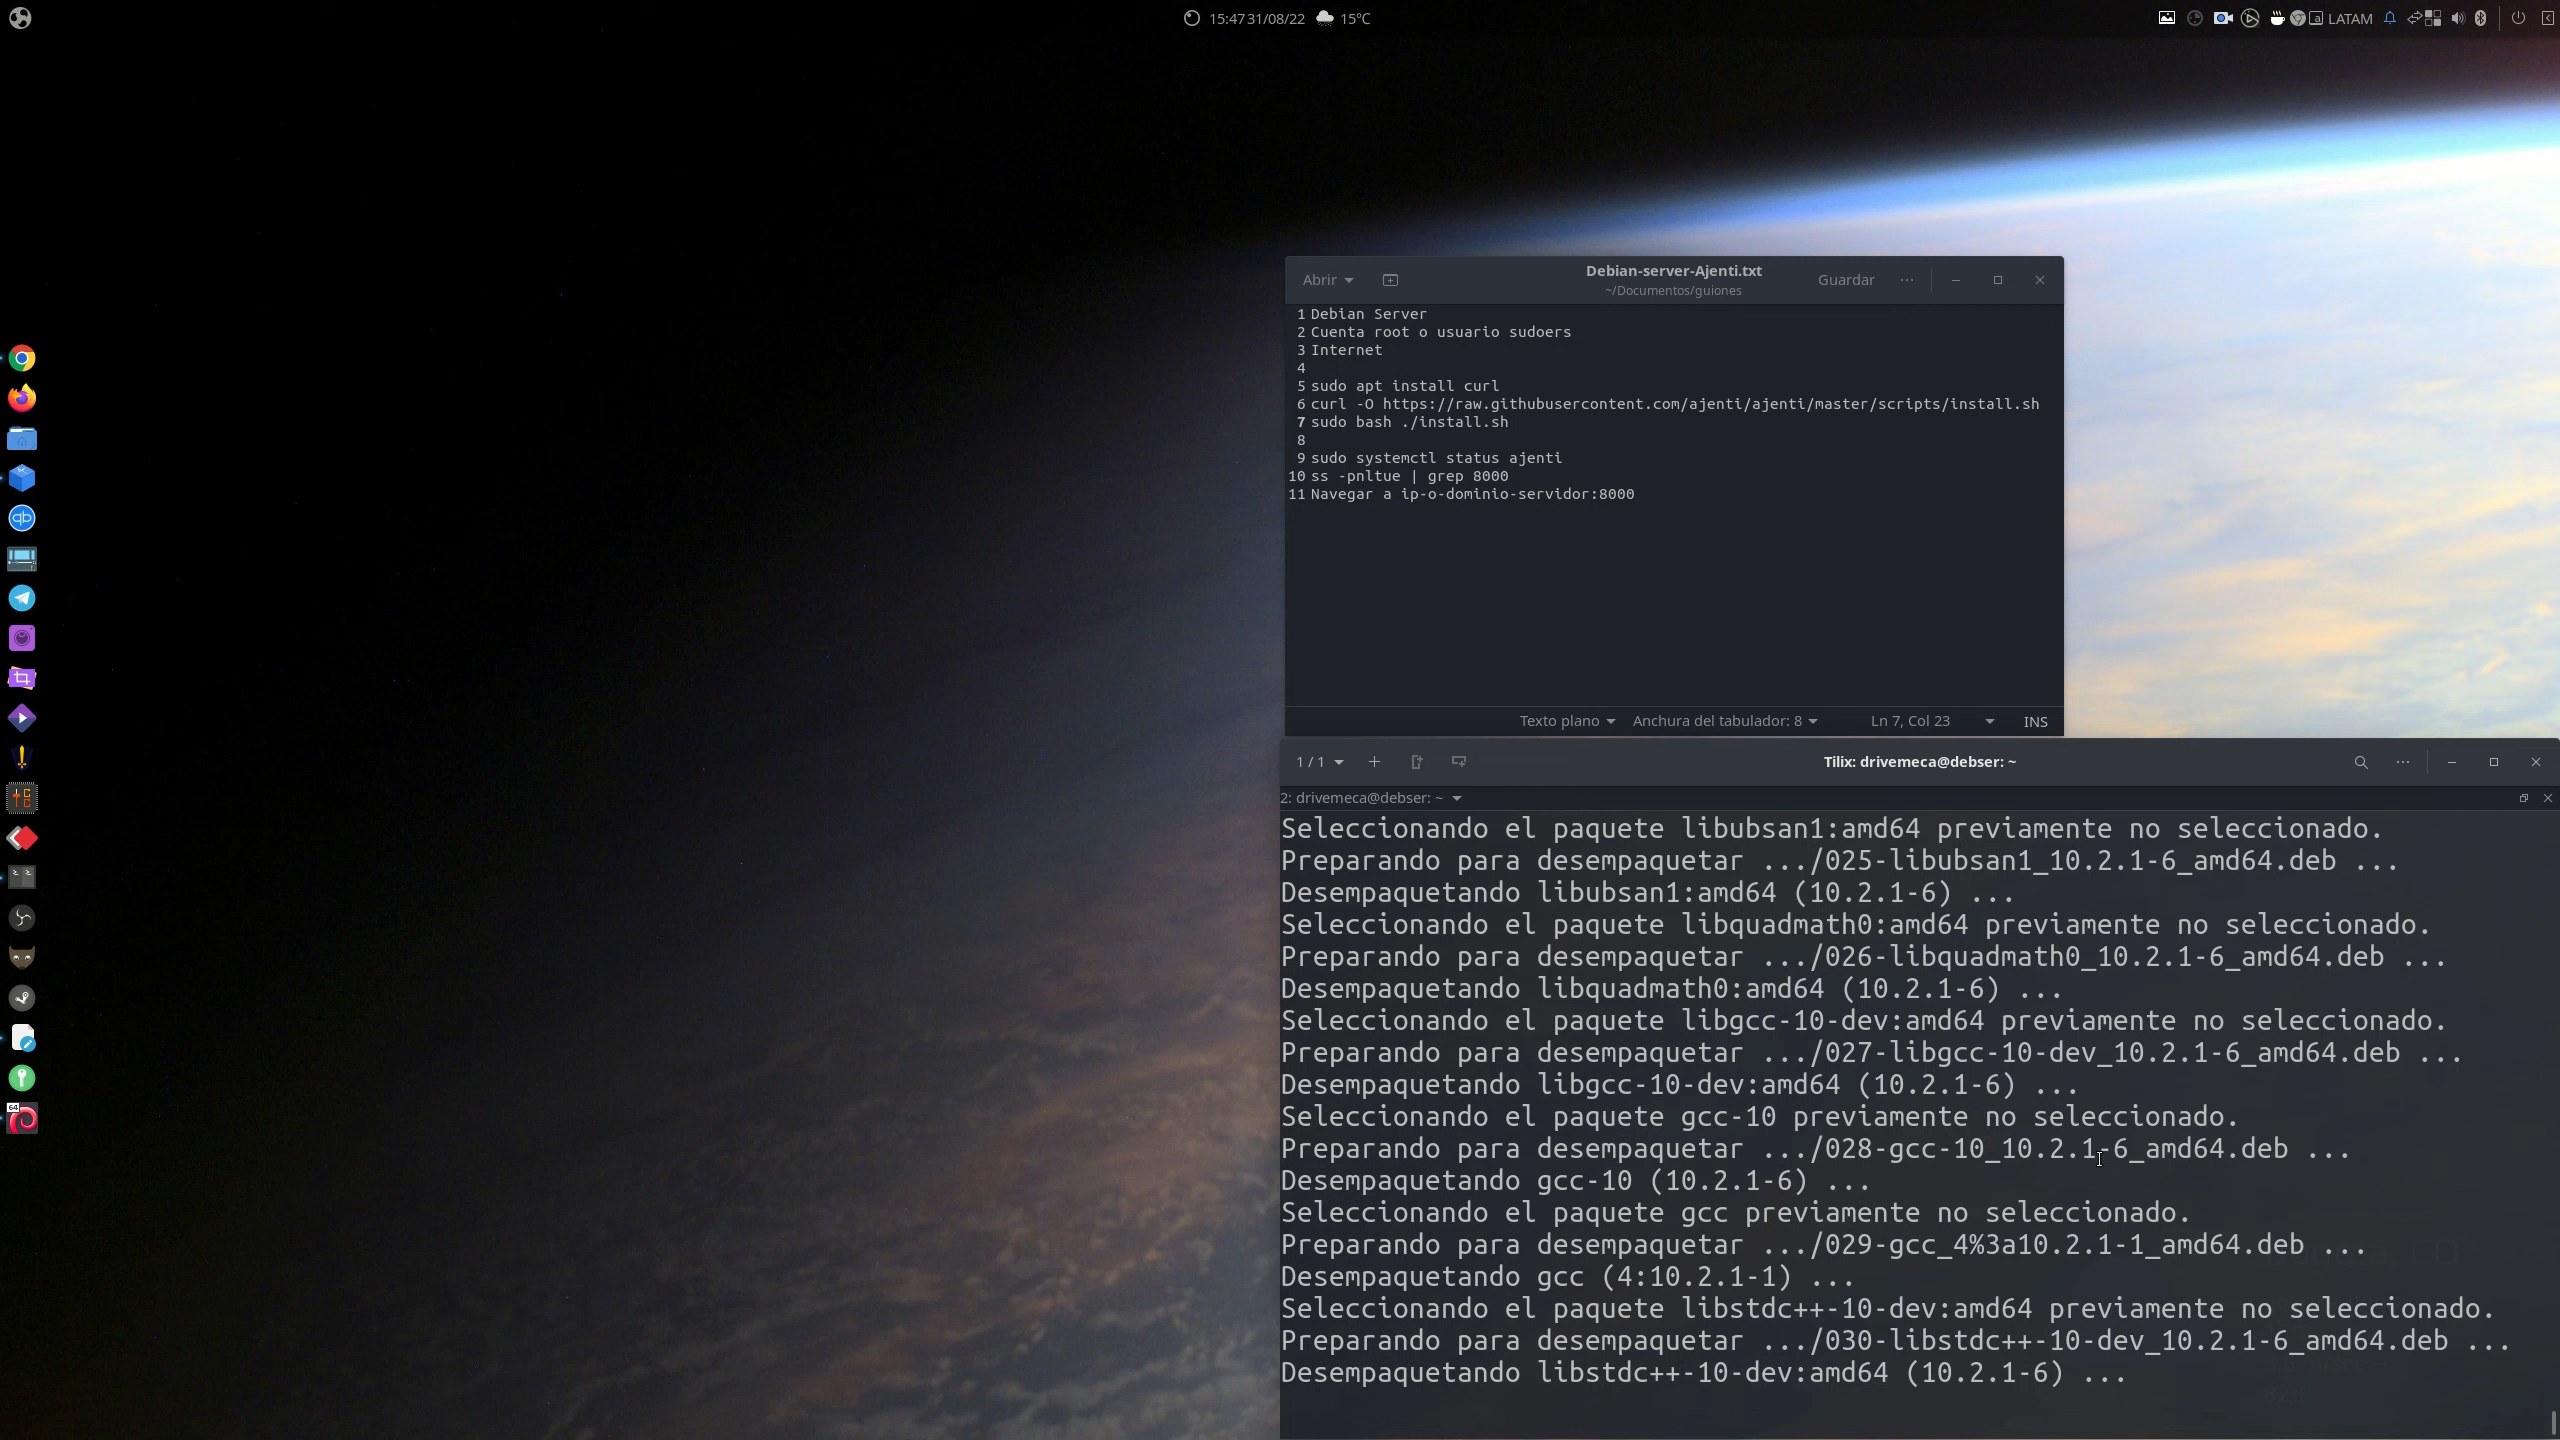 15:47 31/08/22 15°C
a LATAM
Abrir
Debian-server-Ajenti.txt
~/Documentos/guiones
Guardar
1 Debian Server
2 Cuenta root o usuario sudoers
3 Internet
4
5 sudo apt install curl
6 curl -O https://raw.githubusercontent.com/ajenti/ajenti/master/scripts/install.sh
7 sudo bash ./install.sh
8
9 sudo systemctl status ajenti
10 ss -pnltue | grep 8000
11 Navegar a ip-o-dominio-servidor:8000
Texto plano Anchura del tabulador: 8 Ln 7, Col 23 INS
1 / 1 Tilix: drivemeca@debser: ~
2: drivemeca@debser: ~
Seleccionando el paquete libubsan1:amd64 previamente no seleccionado.
Preparando para desempaquetar .../025-libubsan1_10.2.1-6_amd64.deb ...
Desempaquetando libubsan1:amd64 (10.2.1-6) ...
Seleccionando el paquete libquadmath0:amd64 previamente no seleccionado.
Preparando para desempaquetar .../026-libquadmath0_10.2.1-6_amd64.deb ...
Desempaquetando libquadmath0:amd64 (10.2.1-6) ...
Seleccionando el paquete libgcc-10-dev:amd64 previamente no seleccionado.
Preparando para desempaquetar .../027-libgcc-10-dev_10.2.1-6_amd64.deb ...
Desempaquetando libgcc-10-dev:amd64 (10.2.1-6) ...
Seleccionando el paquete gcc-10 previamente no seleccionado.
Preparando para desempaquetar .../028-gcc-10_10.2.1-6_amd64.deb ...
Desempaquetando gcc-10 (10.2.1-6) ...
Seleccionando el paquete gcc previamente no seleccionado.
Preparando para desempaquetar .../029-gcc_4%3a10.2.1-1_amd64.deb ...
Desempaquetando gcc (4:10.2.1-1) ...
Seleccionando el paquete libstdc++-10-dev:amd64 previamente no seleccionado.
Preparando para desempaquetar .../030-libstdc++-10-dev_10.2.1-6_amd64.deb ...
Desempaquetando libstdc++-10-dev:amd64 (10.2.1-6) ...
qb
64